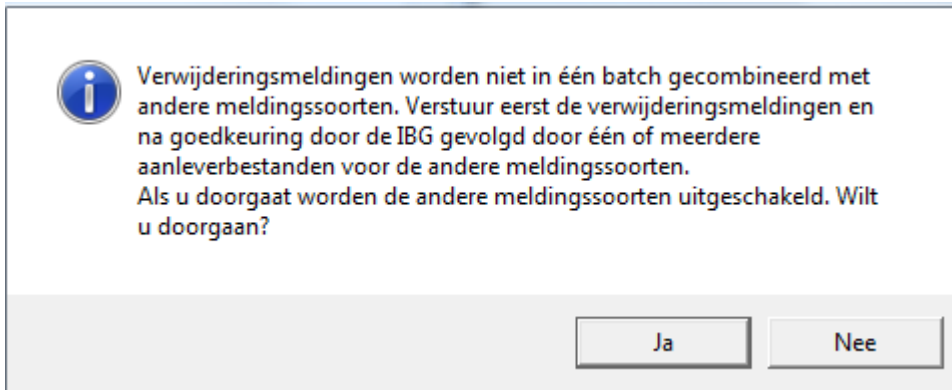 Verwijderingsmeldingen worden niet in één batch gecombineerd met
andere meldingssoorten. Verstuur eerst de verwijderingsmeldingen en
na goedkeuring door de IBG gevolgd door één of meerdere
aanleverbestanden voor de andere meldingssoorten.
Als u doorgaat worden de andere meldingssoorten uitgeschakeld. Wilt
u doorgaan?
Ja
Nee